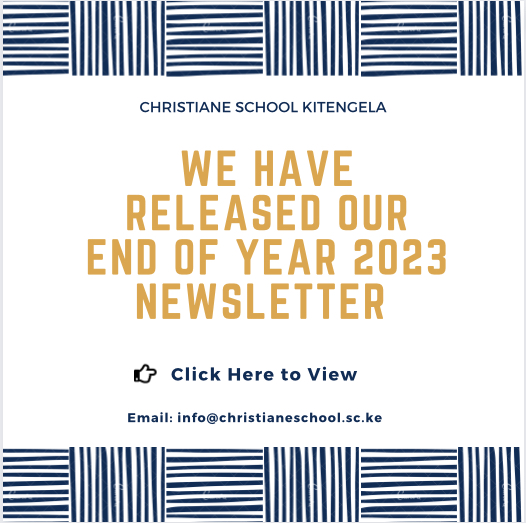 CHRISTIANE SCHOOL KITENGELA
WE HAVE
RELEASED OUR
END OF YEAR 2023
NEWSLETTER
Click Here to View
Email: info@christianeschool.sc.ke